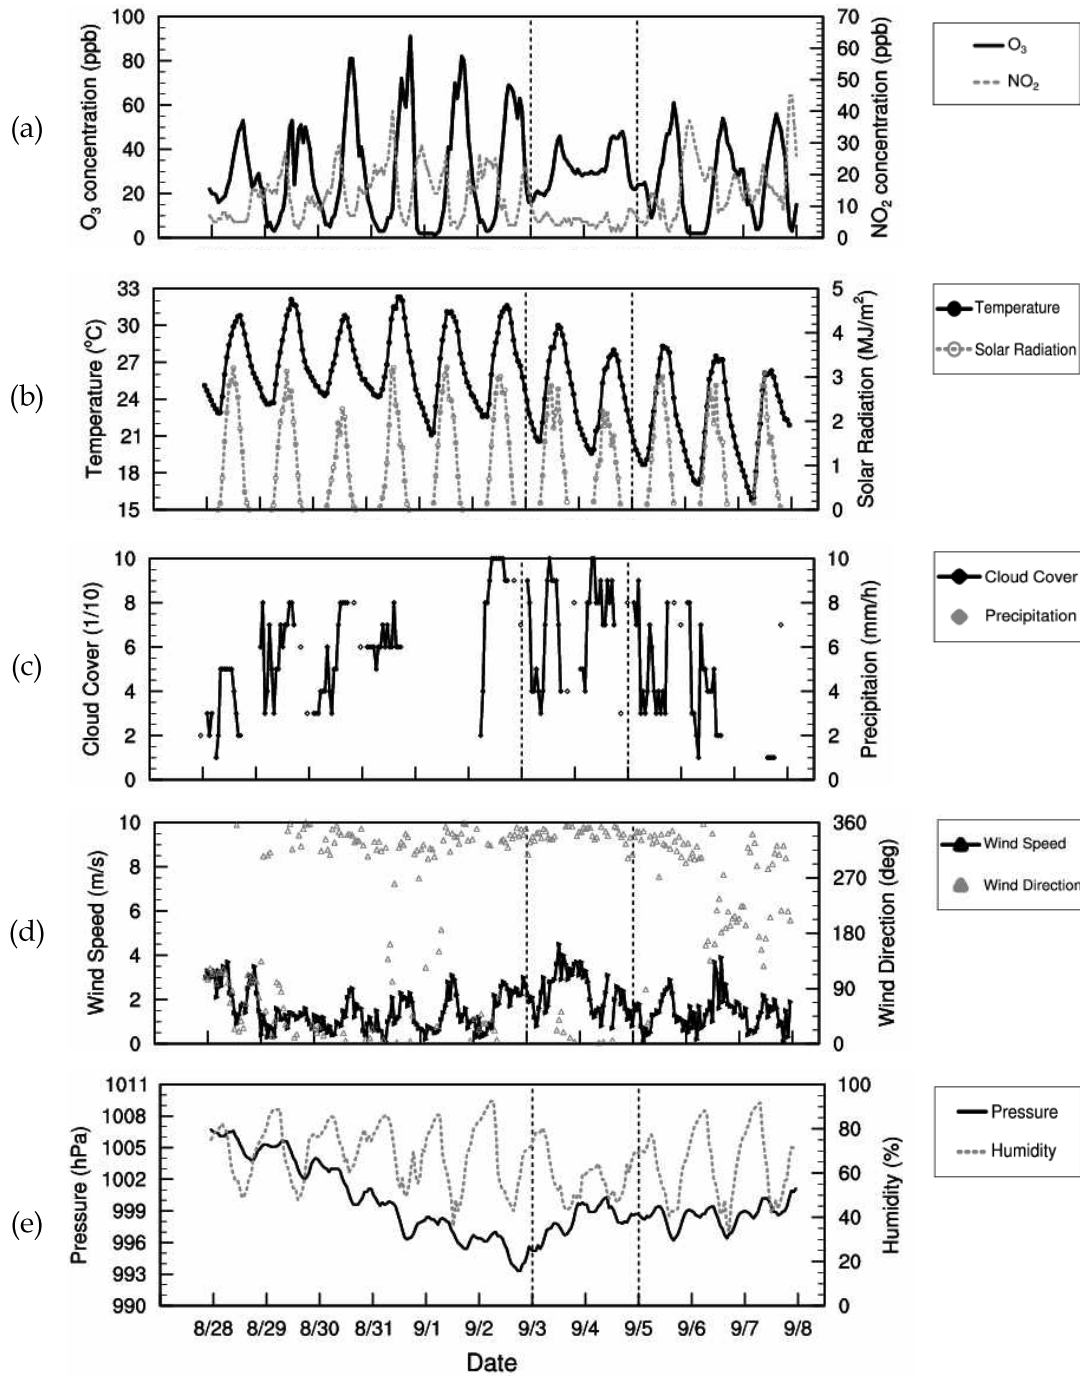 (a)
O3 concentration (ppb)
100
80
60
40
20
0
70
60
50
40
30
20
10
0
NO2 concentration (ppb)
O3
NO2
(b)
Temperature (°C)
33
30
27
24
21
18
15
5
4
3
2
1
0
Solar Radiation (MJ/m²)
Temperature
Solar Radiation
(c)
Cloud Cover (1/10)
10
8
6
4
2
0
10
8
6
4
2
0
Precipitaion (mm/h)
Cloud Cover
Precipitation
(d)
Wind Speed (m/s)
10
8
6
4
2
0
360
270
180
90
0
Wind Direction (deg)
Wind Speed
Wind Direction
(e)
Pressure (hPa)
1011
1008
1005
1002
999
996
993
990
100
80
60
40
20
0
Humidity (%)
Pressure
Humidity
8/28 8/29 8/30 8/31 9/1 9/2 9/3 9/4 9/5 9/6 9/7 9/8
Date